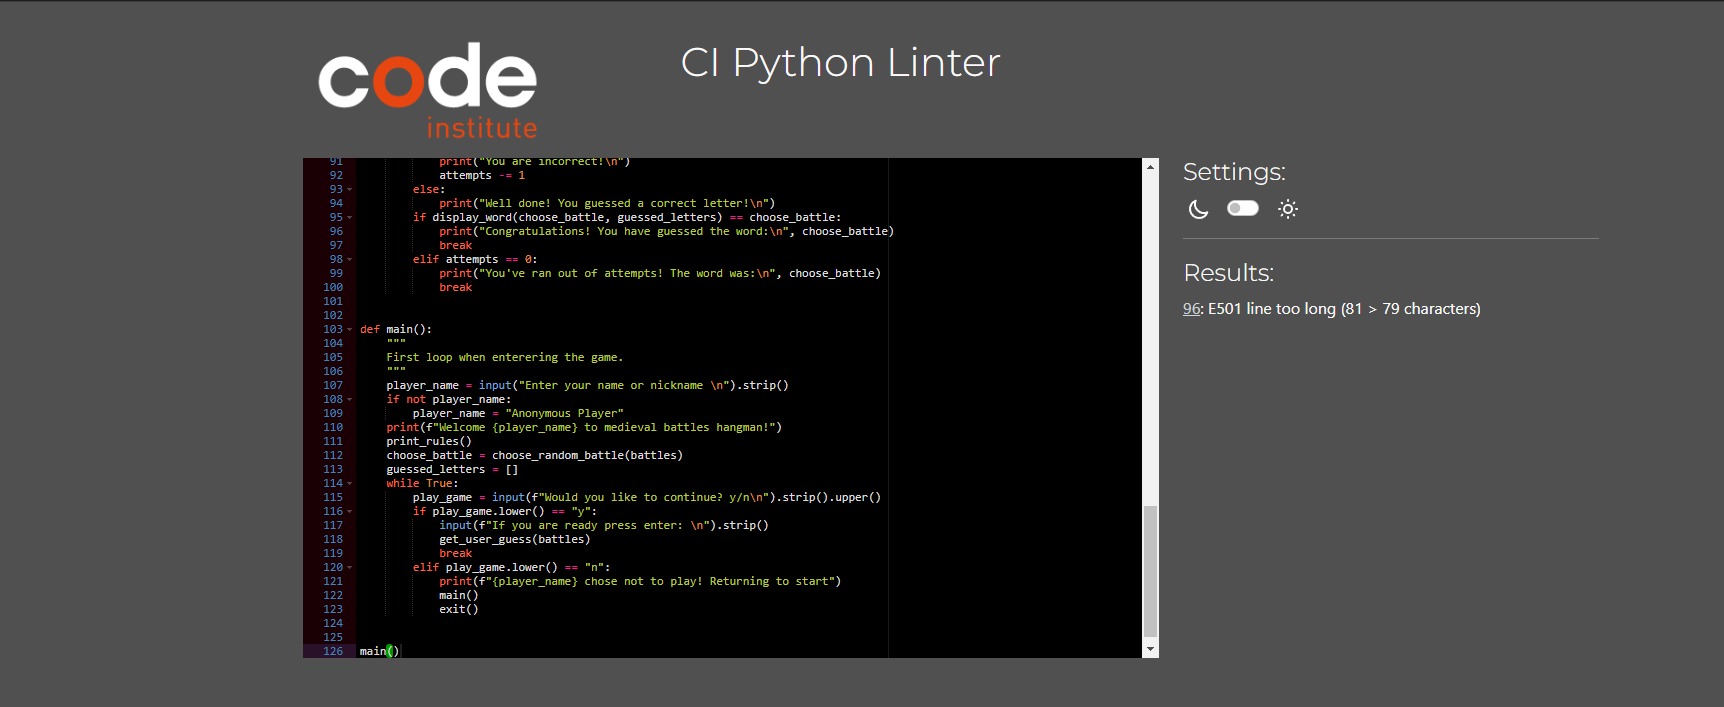 code
institute
CI Python Linter
91 print("You are incorrect!\n")
92 attempts -= 1
93 else:
94 print("Well done! You guessed a correct letter!\n")
95 if display_word(choose_battle, guessed_letters) == choose_battle:
96 print("Congratulations! You have guessed the word:\n", choose_battle)
97 break
98 elif attempts == 0:
99 print("You've ran out of attempts! The word was:\n", choose_battle)
100 break
101
102
103 def main():
104 """
105 First loop when enterering the game.
106 """
107 player_name = input("Enter your name or nickname \n").strip()
108 if not player_name:
109 player_name = "Anonymous Player"
110 print(f"Welcome {player_name} to medieval battles hangman!")
111 print_rules()
112 choose_battle = choose_random_battle(battles)
113 guessed_letters = []
114 while True:
115 play_game = input(f"Would you like to continue? y/n\n").strip().upper()
116 if play_game.lower() == "y":
117 input(f"If you are ready press enter: \n").strip()
118 get_user_guess(battles)
119 break
120 elif play_game.lower() == "n":
121 print(f"{player_name} chose not to play! Returning to start")
122 main()
123 exit()
124
125
126 main()
Settings:
Results:
96: E501 line too long (81 > 79 characters)